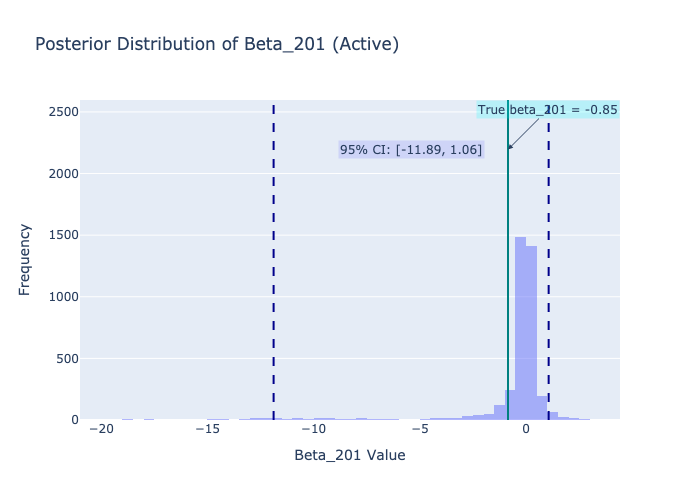 Posterior Distribution of Beta_201 (Active)
True beta_201 = -0.85
95% CI: [-11.89, 1.06]
2500
2000
1500
1000
500
0
Frequency
−20
−15
−10
−5
0
Beta_201 Value